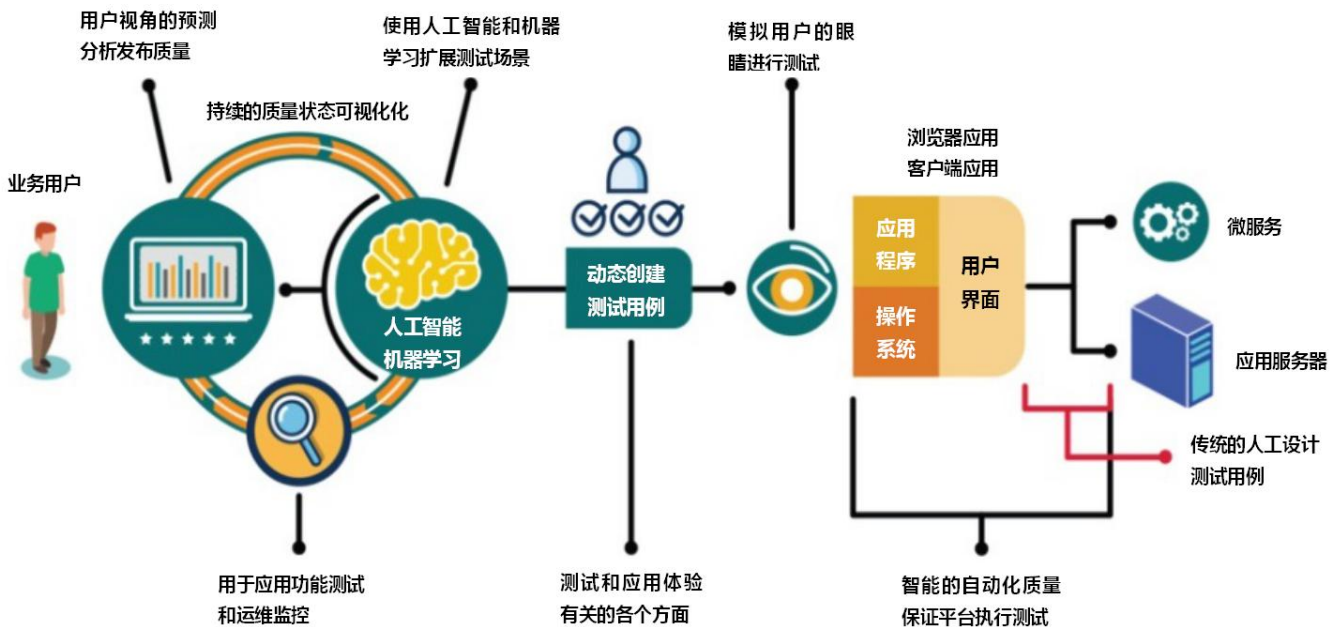 用户视角的预测
分析发布质量
使用人工智能和机器
学习扩展测试场景
模拟用户的眼
睛进行测试
持续的质量状态可视化化
浏览器应用
客户端应用
业务用户
应用
程序
用户
界面
操作
系统
微服务
动态创建
测试用例
人工智能
机器学习
应用服务器
传统的人工设计
测试用例
用于应用功能测试
和运维监控
测试和应用体验
有关的各个方面
智能的自动化质量
保证平台执行测试